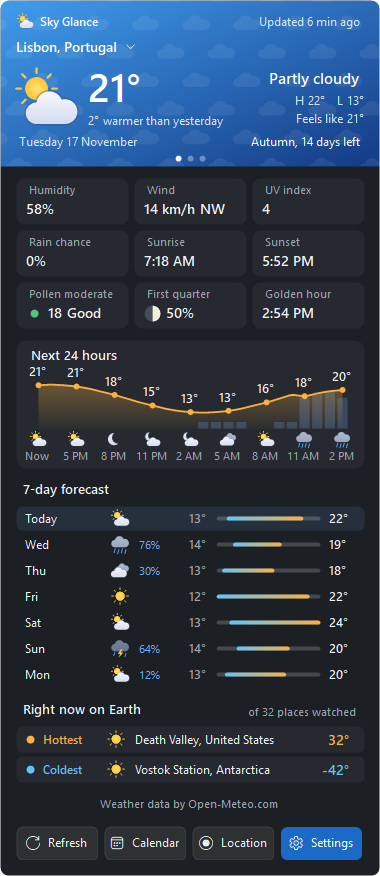 Sky Glance Updated 6 min ago
Lisbon, Portugal
21°
Partly cloudy
H 22° L 13°
2° warmer than yesterday Feels like 21°
Tuesday 17 November Autumn, 14 days left
Humidity Wind UV index
58% 14 km/h NW 4
Rain chance Sunrise Sunset
0% 7:18 AM 5:52 PM
Pollen moderate First quarter Golden hour
18 Good 50% 2:54 PM
Next 24 hours
21° 21° 18° 15° 13° 13° 16° 18° 20°
Now 5 PM 8 PM 11 PM 2 AM 5 AM 8 AM 11 AM 2 PM
7-day forecast
Today 13° 22°
Wed 76% 14° 19°
Thu 30% 13° 18°
Fri 12° 22°
Sat 13° 24°
Sun 64% 14° 20°
Mon 12% 13° 20°
Right now on Earth of 32 places watched
Hottest Death Valley, United States 32°
Coldest Vostok Station, Antarctica -42°
Weather data by Open-Meteo.com
Refresh Calendar Location Settings